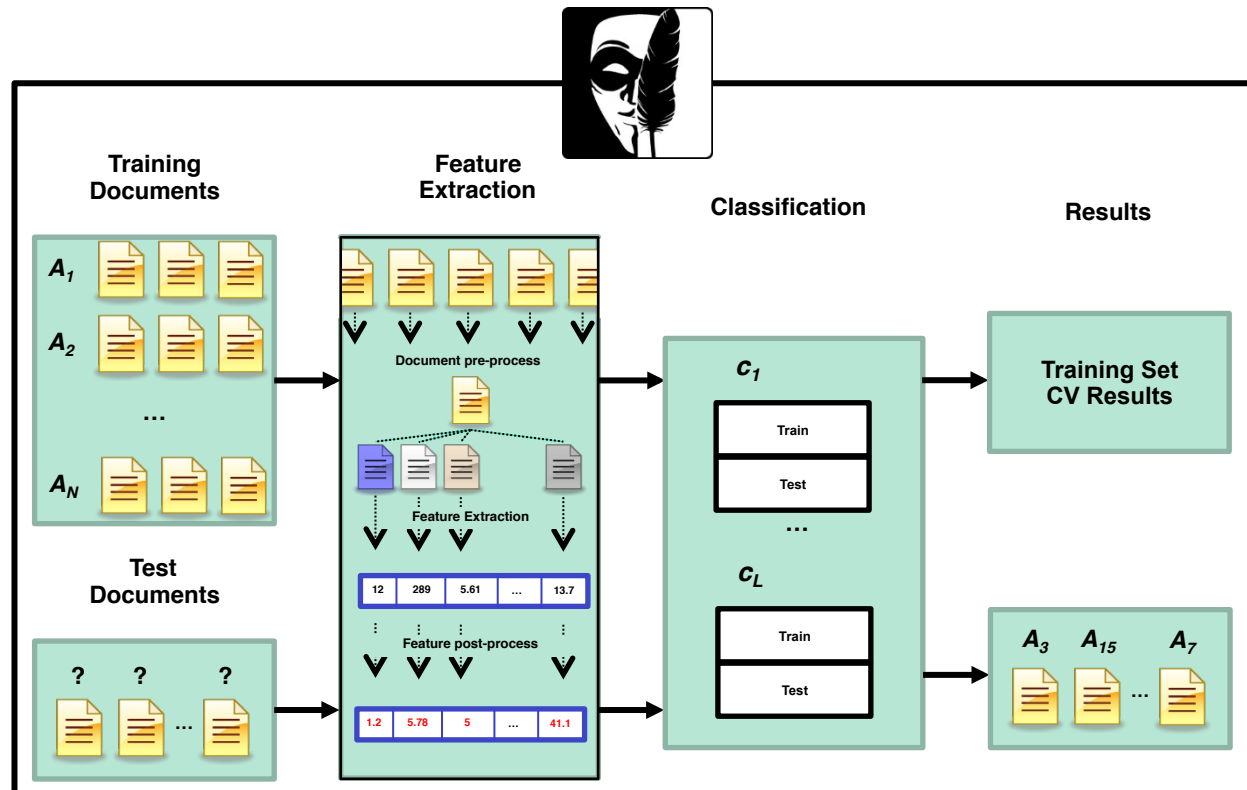 Training
Documents
A1
A2
...
AN
Test
Documents
? ? ?
...
Feature
Extraction
Document pre-process
Feature Extraction
12 289 5.61 ... 13.7
Feature post-process
1.2 5.78 5 ... 41.1
Classification
c1
Train
Test
...
cL
Train
Test
Results
Training Set
CV Results
A3 A15 A7
...